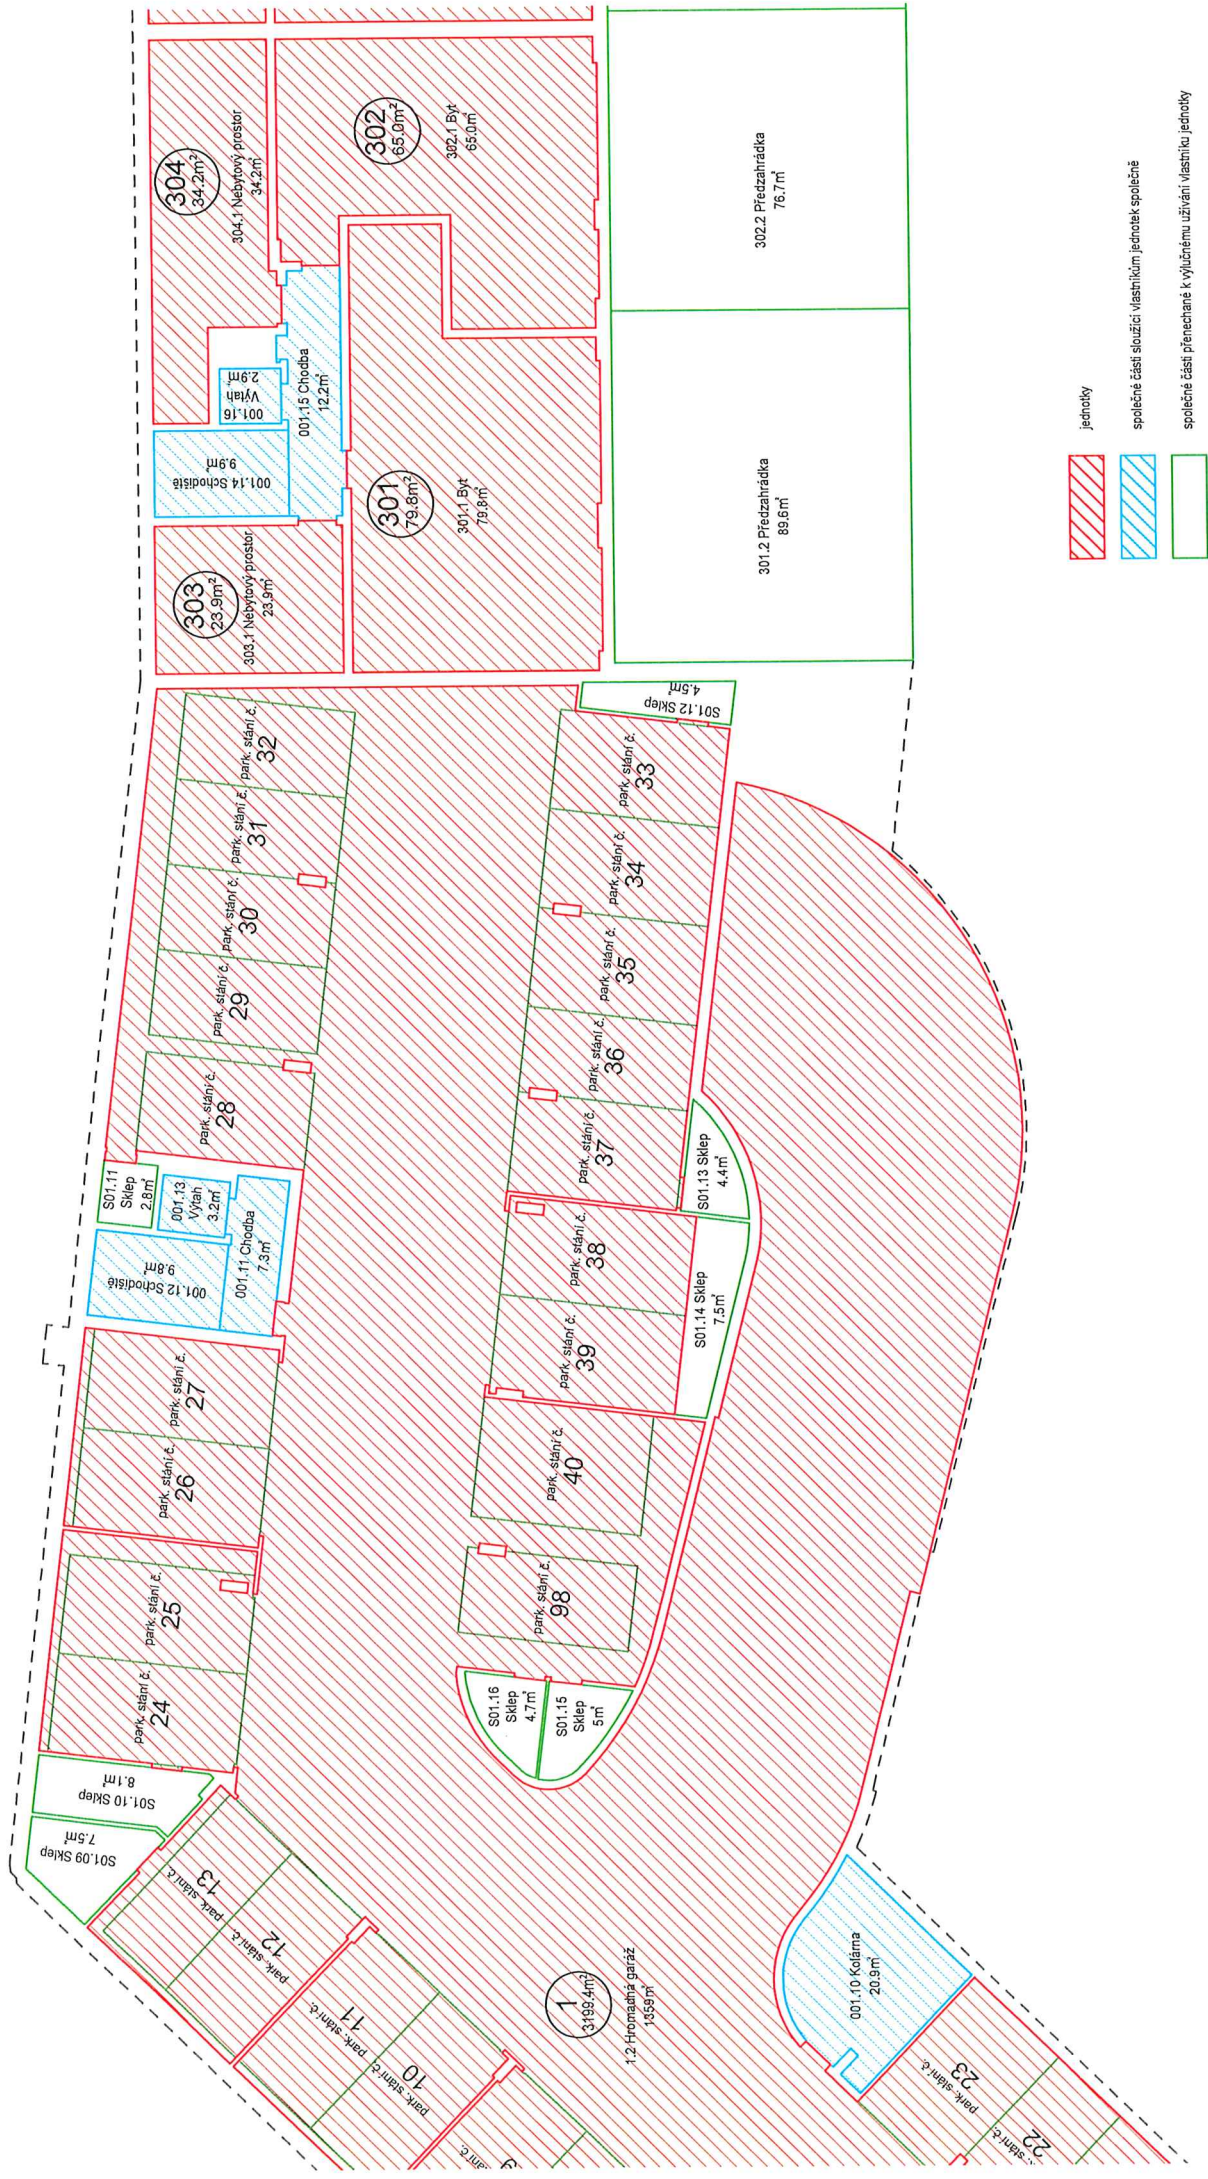 304
34.2m²
304.1 Nebytový prostor
34.2m²
302
65.0m²
302.1 Byt
65.0m²
001.16
Výtah
2.9m²
001.15 Chodba
12.2m²
001.14 Schodiště
9.9m²
301
79.8m²
301.1 Byt
79.8m²
303
23.9m²
303.1 Nebytový prostor
23.9m²
302.2 Předzahrádka
76.7m²
301.2 Předzahrádka
89.6m²
jednotky
společné části sloužící vlastníkům jednotek společně
společné části přenechané k výlučnému užívání vlastníku jednotky
S01.12 Sklep
4.5m²
park. stání č.
32
park. stání č.
31
park. stání č.
30
park. stání č.
29
park. stání č.
28
park. stání č.
33
park. stání č.
34
park. stání č.
35
park. stání č.
36
park. stání č.
37
S01.11
Sklep
2.8m²
001.13
Výtah
3.2m²
001.11 Chodba
7.3m²
001.12 Schodiště
9.8m²
S01.13 Sklep
4.4m²
S01.14 Sklep
7.5m²
park. stání č.
38
park. stání č.
39
park. stání č.
40
park. stání č.
98
park. stání č.
27
park. stání č.
26
park. stání č.
25
park. stání č.
24
S01.16
Sklep
4.7m²
S01.15
Sklep
5m²
S01.10 Sklep
8.1m²
S01.09 Sklep
7.5m²
park. stání č.
13
park. stání č.
12
park. stání č.
11
park. stání č.
10
1
3199.4m²
1.2 Hromadná garáž
1359m²
001.10 Kolárna
20.9m²
park. stání č.
23
stání č.
22